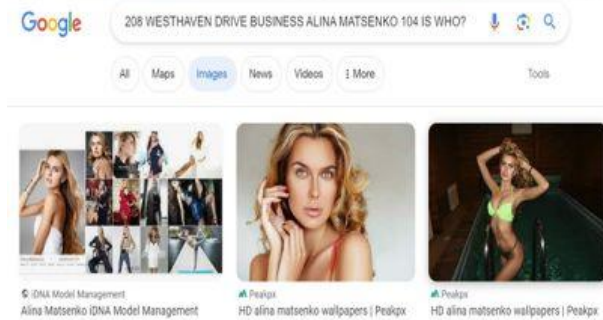 Google
208 WESTHAVEN DRIVE BUSINESS ALINA MATSENKO 104 IS WHO?
All Maps Images News Videos More Tools
iDNA Model Management
Alina Matsenko iDNA Model Management
Peakpx
HD alina matsenko wallpapers | Peakpx
Peakpx
HD alina matsenko wallpapers | Peakpx